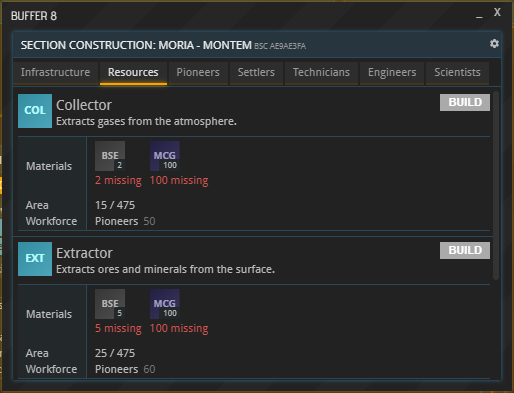 BUFFER 8 _ X
SECTION CONSTRUCTION: MORIA - MONTEM BSC AE9AE3FA
Infrastructure Resources Pioneers Settlers Technicians Engineers Scientists
COL Collector BUILD
Extracts gases from the atmosphere.
Materials BSE 2 MCG 100
2 missing 100 missing
Area 15 / 475
Workforce Pioneers 50
EXT Extractor BUILD
Extracts ores and minerals from the surface.
Materials BSE 5 MCG 100
5 missing 100 missing
Area 25 / 475
Workforce Pioneers 60